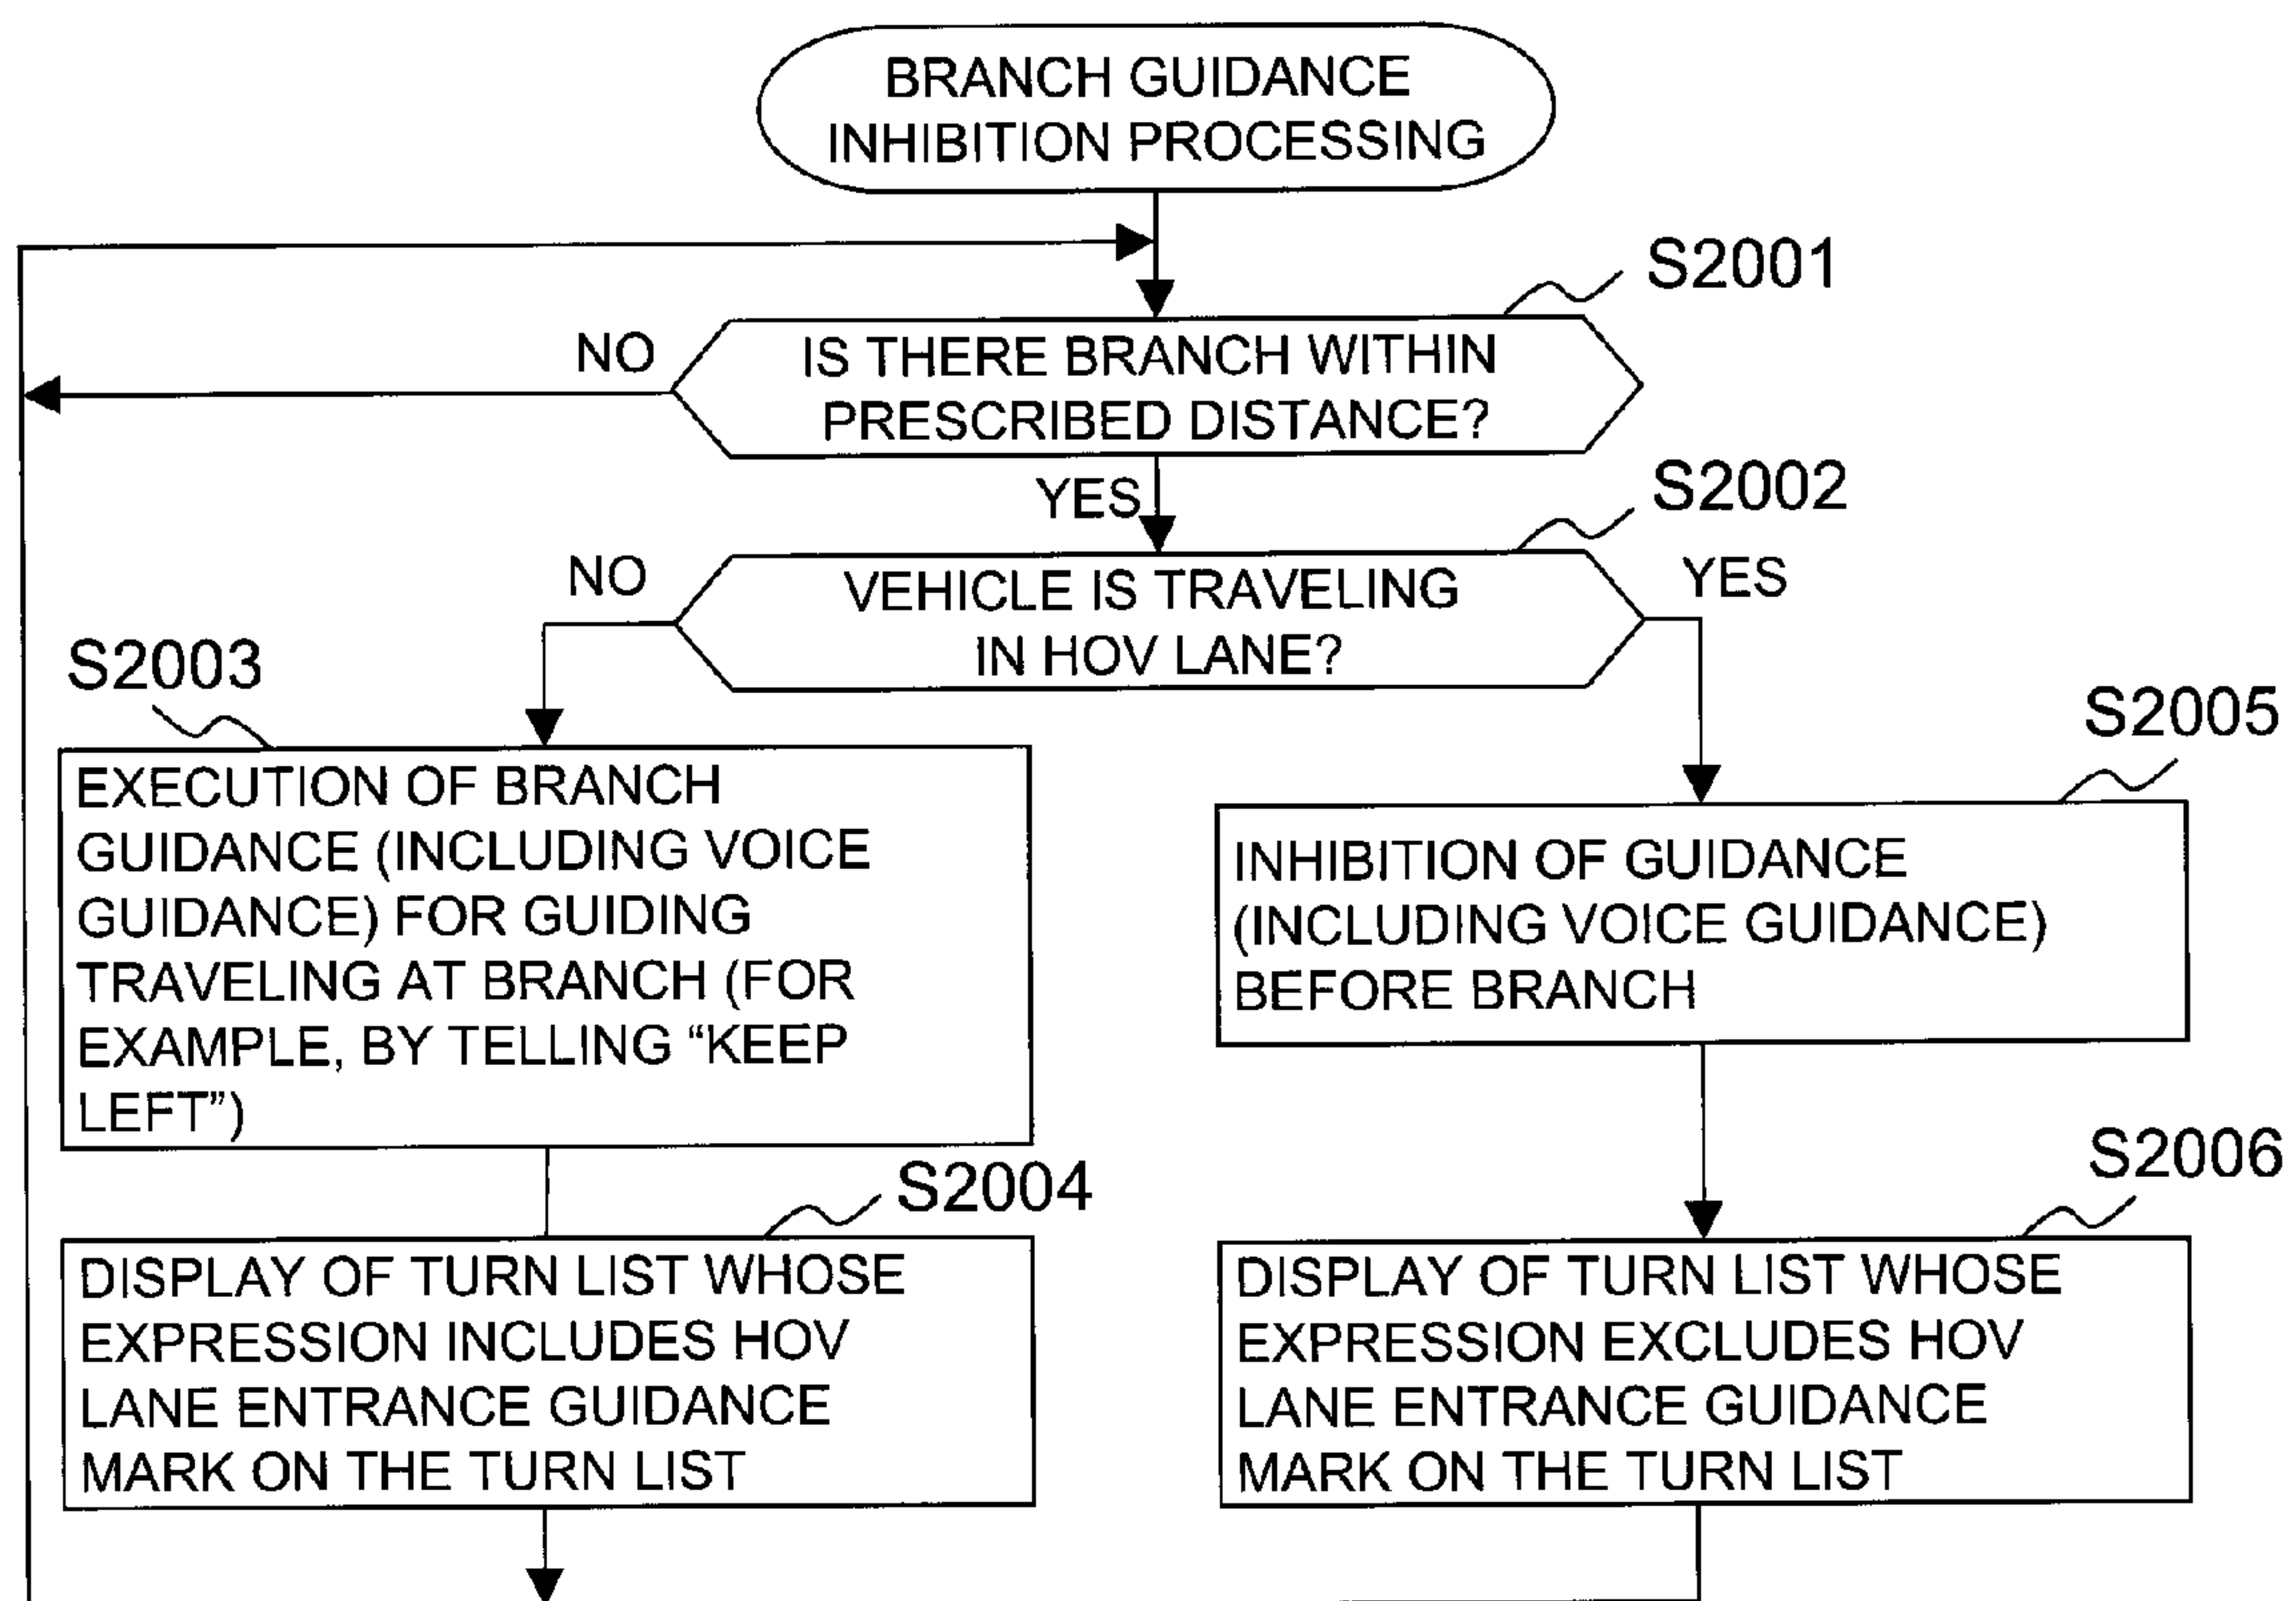 BRANCH GUIDANCE
INHIBITION PROCESSING
S2001
NO
IS THERE BRANCH WITHIN
PRESCRIBED DISTANCE?
YES
S2002
NO
VEHICLE IS TRAVELING
IN HOV LANE?
YES
S2003
EXECUTION OF BRANCH
GUIDANCE (INCLUDING VOICE
GUIDANCE) FOR GUIDING
TRAVELING AT BRANCH (FOR
EXAMPLE, BY TELLING “KEEP
LEFT”)
S2005
INHIBITION OF GUIDANCE
(INCLUDING VOICE GUIDANCE)
BEFORE BRANCH
S2004
DISPLAY OF TURN LIST WHOSE
EXPRESSION INCLUDES HOV
LANE ENTRANCE GUIDANCE
MARK ON THE TURN LIST
S2006
DISPLAY OF TURN LIST WHOSE
EXPRESSION EXCLUDES HOV
LANE ENTRANCE GUIDANCE
MARK ON THE TURN LIST